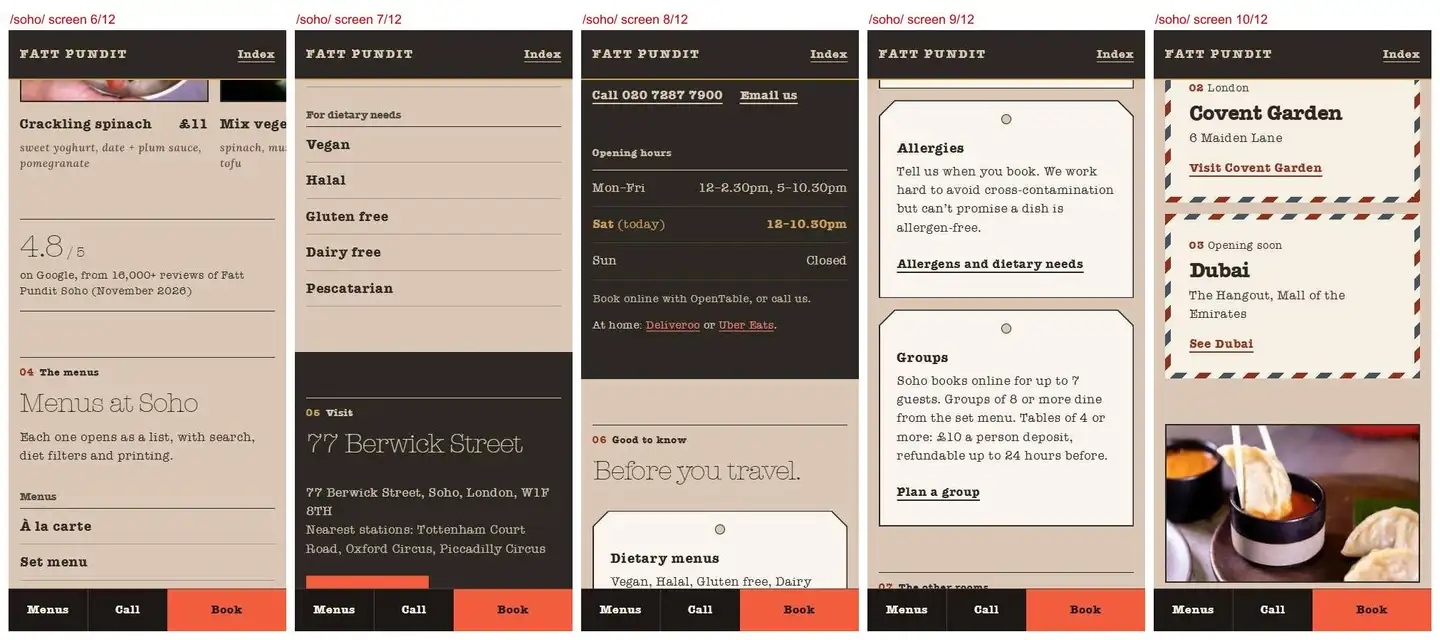 /soho/ screen 6/12
FATT PUNDIT
Index
Crackling spinach £11
sweet yoghurt, date + plum sauce,
pomegranate
Mix vege
spinach, mu
tofu
4.8 / 5
on Google, from 16,000+ reviews of Fatt
Pundit Soho (November 2026)
04 The menus
Menus at Soho
Each one opens as a list, with search,
diet filters and printing.
Menus
À la carte
Set menu
Menus
Call
Book
/soho/ screen 7/12
FATT PUNDIT
Index
For dietary needs
Vegan
Halal
Gluten free
Dairy free
Pescatarian
05 Visit
77 Berwick Street
77 Berwick Street, Soho, London, W1F
8TH
Nearest stations: Tottenham Court
Road, Oxford Circus, Piccadilly Circus
Menus
Call
Book
/soho/ screen 8/12
FATT PUNDIT
Index
Call 020 7287 7900
Email us
Opening hours
Mon–Fri 12–2.30pm, 5–10.30pm
Sat (today) 12–10.30pm
Sun Closed
Book online with OpenTable, or call us.
At home: Deliveroo or Uber Eats.
06 Good to know
Before you travel.
Dietary menus
Vegan, Halal, Gluten free, Dairy
Menus
Call
Book
/soho/ screen 9/12
FATT PUNDIT
Index
Allergies
Tell us when you book. We work
hard to avoid cross-contamination
but can’t promise a dish is
allergen-free.
Allergens and dietary needs
Groups
Soho books online for up to 7
guests. Groups of 8 or more dine
from the set menu. Tables of 4 or
more: £10 a person deposit,
refundable up to 24 hours before.
Plan a group
07 The other rooms
Menus
Call
Book
/soho/ screen 10/12
FATT PUNDIT
Index
02 London
Covent Garden
6 Maiden Lane
Visit Covent Garden
03 Opening soon
Dubai
The Hangout, Mall of the
Emirates
See Dubai
Menus
Call
Book